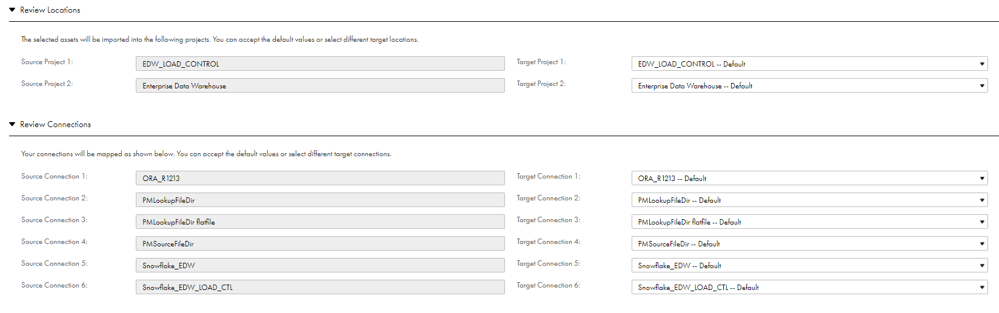 Review Locations
The selected assets will be imported into the following projects. You can accept the default values or select different target locations.
Source Project 1: EDW_LOAD_CONTROL Target Project 1: EDW_LOAD_CONTROL -- Default
Source Project 2: Enterprise Data Warehouse Target Project 2: Enterprise Data Warehouse -- Default
Review Connections
Your connections will be mapped as shown below. You can accept the default values or select different target connections.
Source Connection 1: ORA_R1213 Target Connection 1: ORA_R1213 -- Default
Source Connection 2: PMLookupFileDir Target Connection 2: PMLookupFileDir -- Default
Source Connection 3: PMLookupFileDir flatfile Target Connection 3: PMLookupFileDir flatfile -- Default
Source Connection 4: PMSourceFileDir Target Connection 4: PMSourceFileDir -- Default
Source Connection 5: Snowflake_EDW Target Connection 5: Snowflake_EDW -- Default
Source Connection 6: Snowflake_EDW_LOAD_CTL Target Connection 6: Snowflake_EDW_LOAD_CTL -- Default